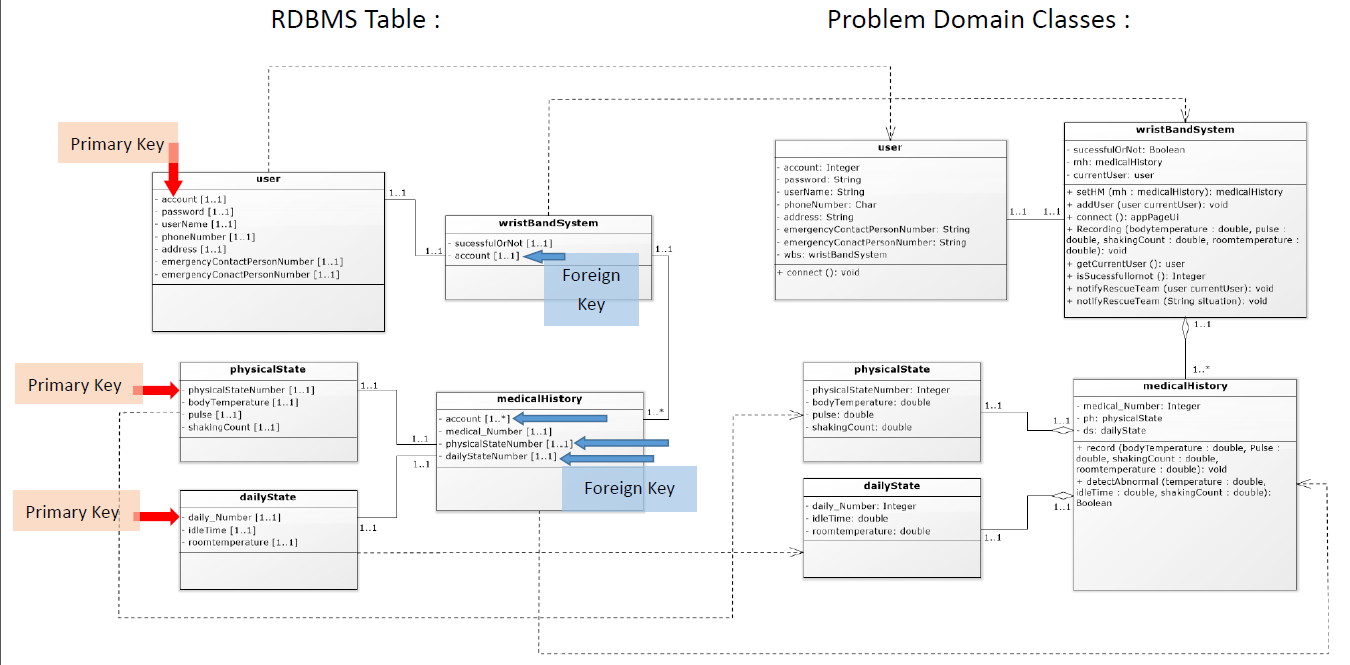 RDBMS Table :
Problem Domain Classes :
Primary Key
user
- account [1..1]
- password [1..1]
- userName [1..1]
- phoneNumber [1..1]
- address [1..1]
- emergencyContactPersonNumber [1..1]
- emergencyConactPersonNumber [1..1]
1..1
1..1
wristBandSystem
- sucessfulOrNot [1..1]
- account [1..1]
1..1
Foreign
Key
Primary Key
physicalState
- physicalStateNumber [1..1]
- bodyTemperature [1..1]
- pulse [1..1]
- shakingCount [1..1]
1..1
1..1
1..1
medicalHistory
- account [1..*]
- medical_Number [1..1]
- physicalStateNumber [1..1]
- dailyStateNumber [1..1]
1..*
Foreign Key
Primary Key
dailyState
- daily_Number [1..1]
- idleTime [1..1]
- roomtemperature [1..1]
1..1
user
- account: Integer
- password: String
- userName: String
- phoneNumber: Char
- address: String
- emergencyContactPersonNumber: String
- emergencyConactPersonNumber: String
- wbs: wristBandSystem
+ connect (): void
1..1
1..1
wristBandSystem
- sucessfulOrNot: Boolean
- mh: medicalHistory
- currentUser: user
+ setHM (mh : medicalHistory): medicalHistory
+ addUser (user currentUser): void
+ connect (): appPageUi
+ Recording (bodytemperature : double, pulse :
double, shakingCount : double, roomtemperature :
double): void
+ getCurrentUser (): user
+ isSucessfullornot (): Integer
+ notifyRescueTeam (user currentUser): void
+ notifyRescueTeam (String situation): void
1..1
1..*
physicalState
- physicalStateNumber: Integer
- bodyTemperature: double
- pulse: double
- shakingCount: double
1..1
1..1
medicalHistory
- medical_Number: Integer
- ph: physicalState
- ds: dailyState
+ record (bodyTemperature : double, Pulse :
double, shakingCount : double,
roomtemperature : double): void
+ detectAbnormal (temperature : double,
idleTime : double, shakingCount : double):
Boolean
dailyState
- daily_Number: Integer
- idleTime: double
- roomtemperature: double
1..1
1..1